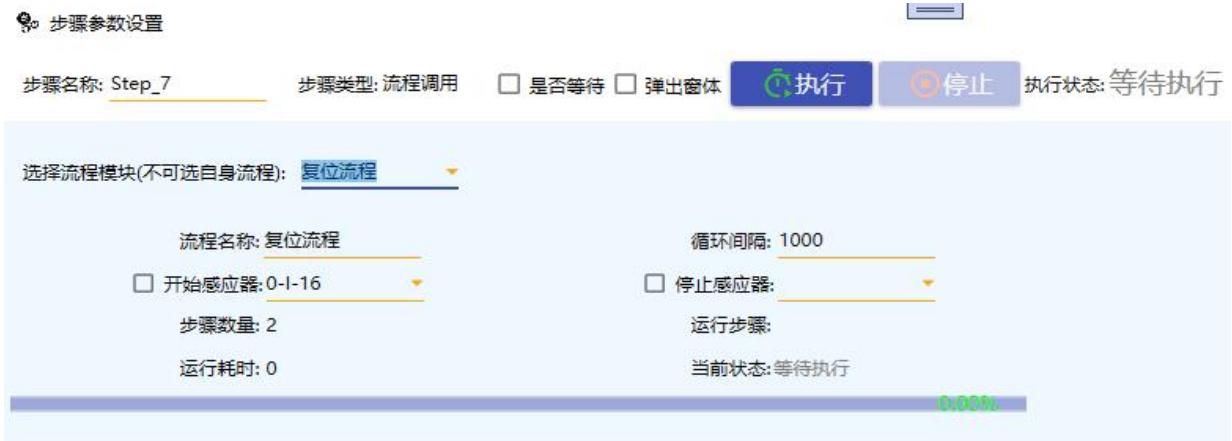 步骤参数设置
步骤名称: Step_7 步骤类型: 流程调用 是否等待 弹出窗体 执行 停止 执行状态: 等待执行
选择流程模块(不可选自身流程): 复位流程
流程名称: 复位流程 循环间隔: 1000
开始感应器: 0-I-16 停止感应器:
步骤数量: 2 运行步骤:
运行耗时: 0 当前状态: 等待执行
0.00%